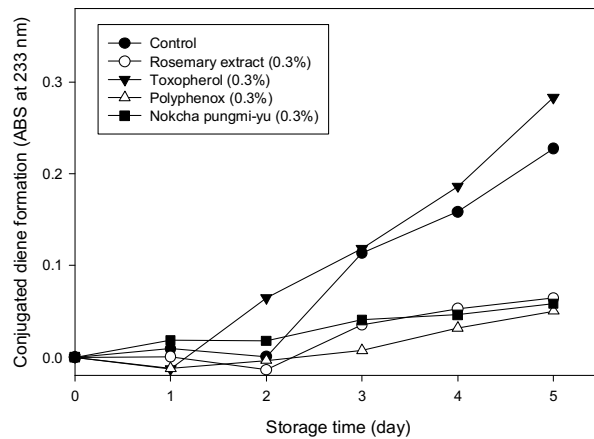 Conjugated diene formation (ABS at 233 nm)
0.3
0.2
0.1
0.0
Control
Rosemary extract (0.3%)
Toxopherol (0.3%)
Polyphenox (0.3%)
Nokcha pungmi-yu (0.3%)
0 1 2 3 4 5
Storage time (day)